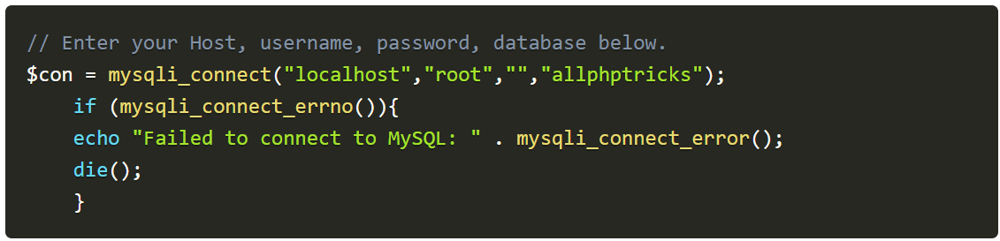 // Enter your Host, username, password, database below.
$con = mysqli_connect("localhost","root","","allphptricks");
    if (mysqli_connect_errno()){
    echo "Failed to connect to MySQL: " . mysqli_connect_error();
    die();
    }